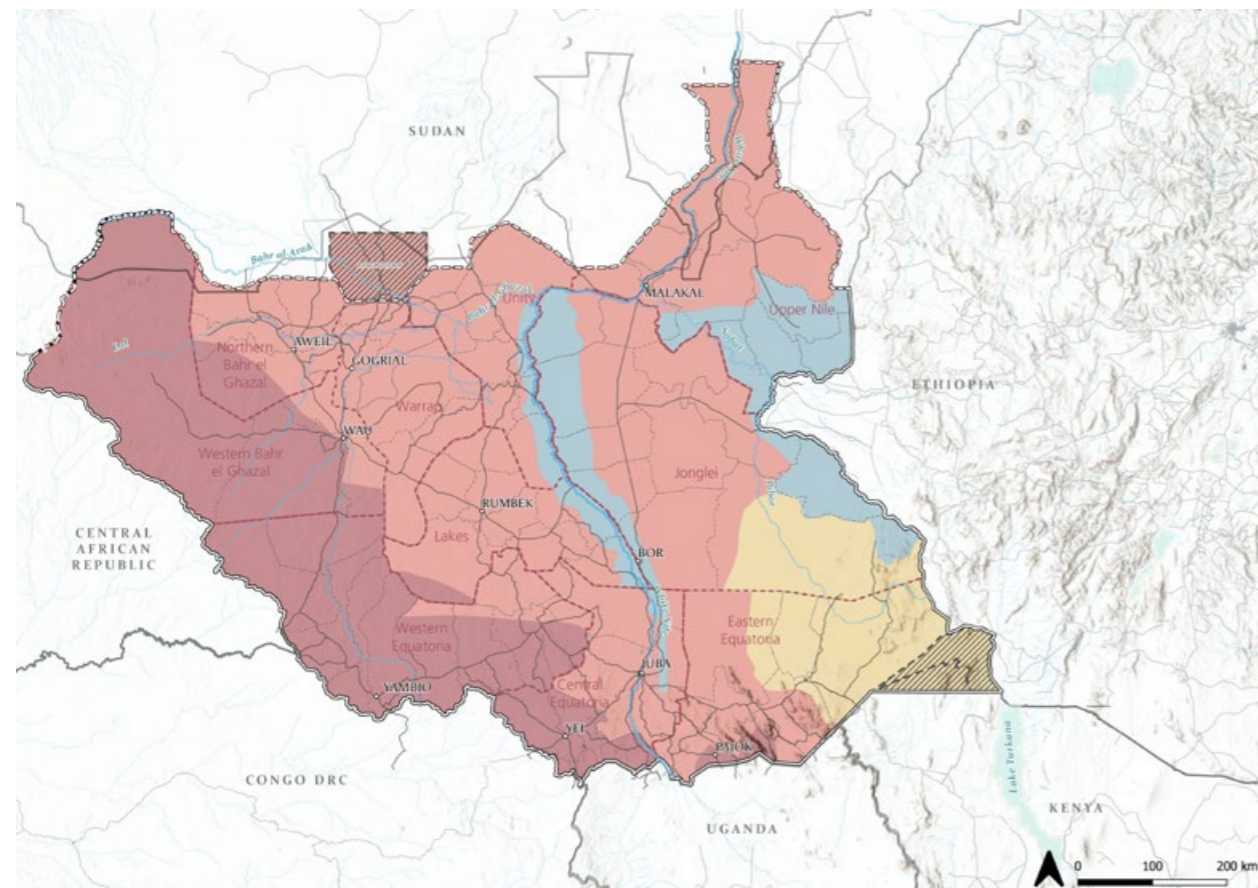 SUDAN
Bahr al-Arab
Unity
MALAKAL
Upper Nile
Lol
Northern
Bahr el
Ghazal
AWEIL
GOGRIAL
Warrap
ETHIOPIA
WAU
Western Bahr
el Ghazal
Jonglei
RUMBEK
Lakes
CENTRAL
AFRICAN
REPUBLIC
BOR
Western
Equatoria
Eastern
Equatoria
JUBA
YAMBIO
Central
Equatoria
YEI
PAJOK
CONGO DRC
Lake Turkana
KENYA
UGANDA
0 100 200 km